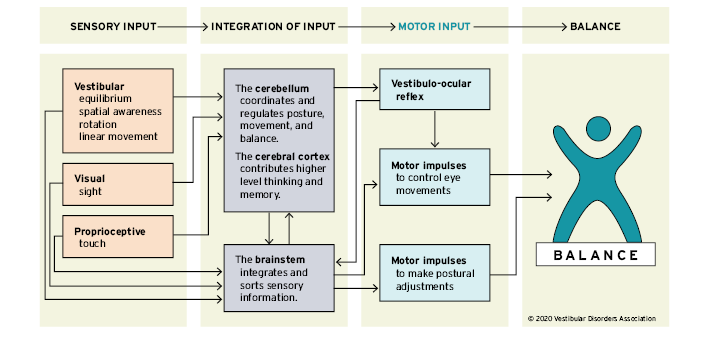 SENSORY INPUT
INTEGRATION OF INPUT
MOTOR INPUT
BALANCE
Vestibular
equilibrium
spatial awareness
rotation
linear movement
Visual
sight
Proprioceptive
touch
The cerebellum
coordinates and
regulates posture,
movement, and
balance.
The cerebral cortex
contributes higher
level thinking and
memory.
The brainstem
integrates and
sorts sensory
information.
Vestibulo-ocular
reflex
Motor impulses
to control eye
movements
Motor impulses
to make postural
adjustments
BALANCE
© 2020 Vestibular Disorders Association